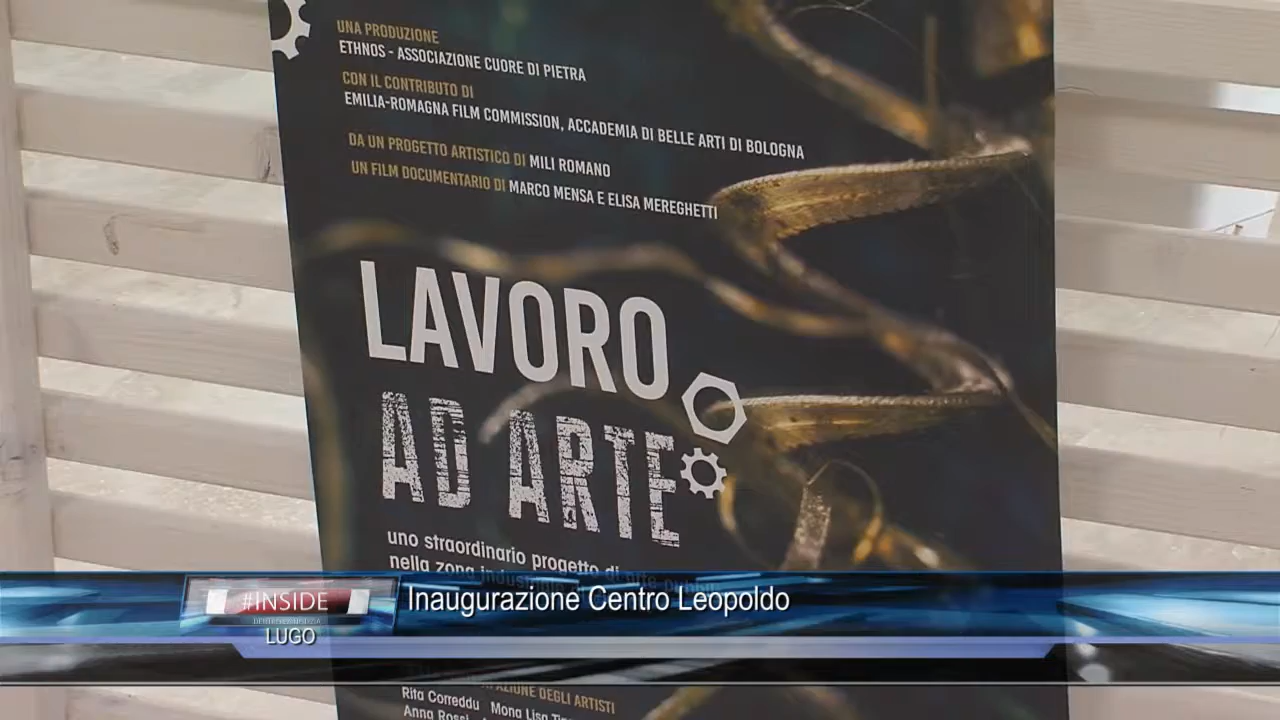 UNA PRODUZIONE
ETHNOS - ASSOCIAZIONE CUORE DI PIETRA
CON IL CONTRIBUTO DI
EMILIA-ROMAGNA FILM COMMISSION, ACCADEMIA DI BELLE ARTI DI BOLOGNA
DA UN PROGETTO ARTISTICO DI MILI ROMANO
UN FILM DOCUMENTARIO DI MARCO MENSA E ELISA MEREGHETTI
LAVORO
AD ARTE
uno straordinario progetto di
nella zona
#INSIDE
LUGO
Inaugurazione Centro Leopoldo
DEGLI ARTISTI
Rita Correddu Mona Lisa
Anna Rossi